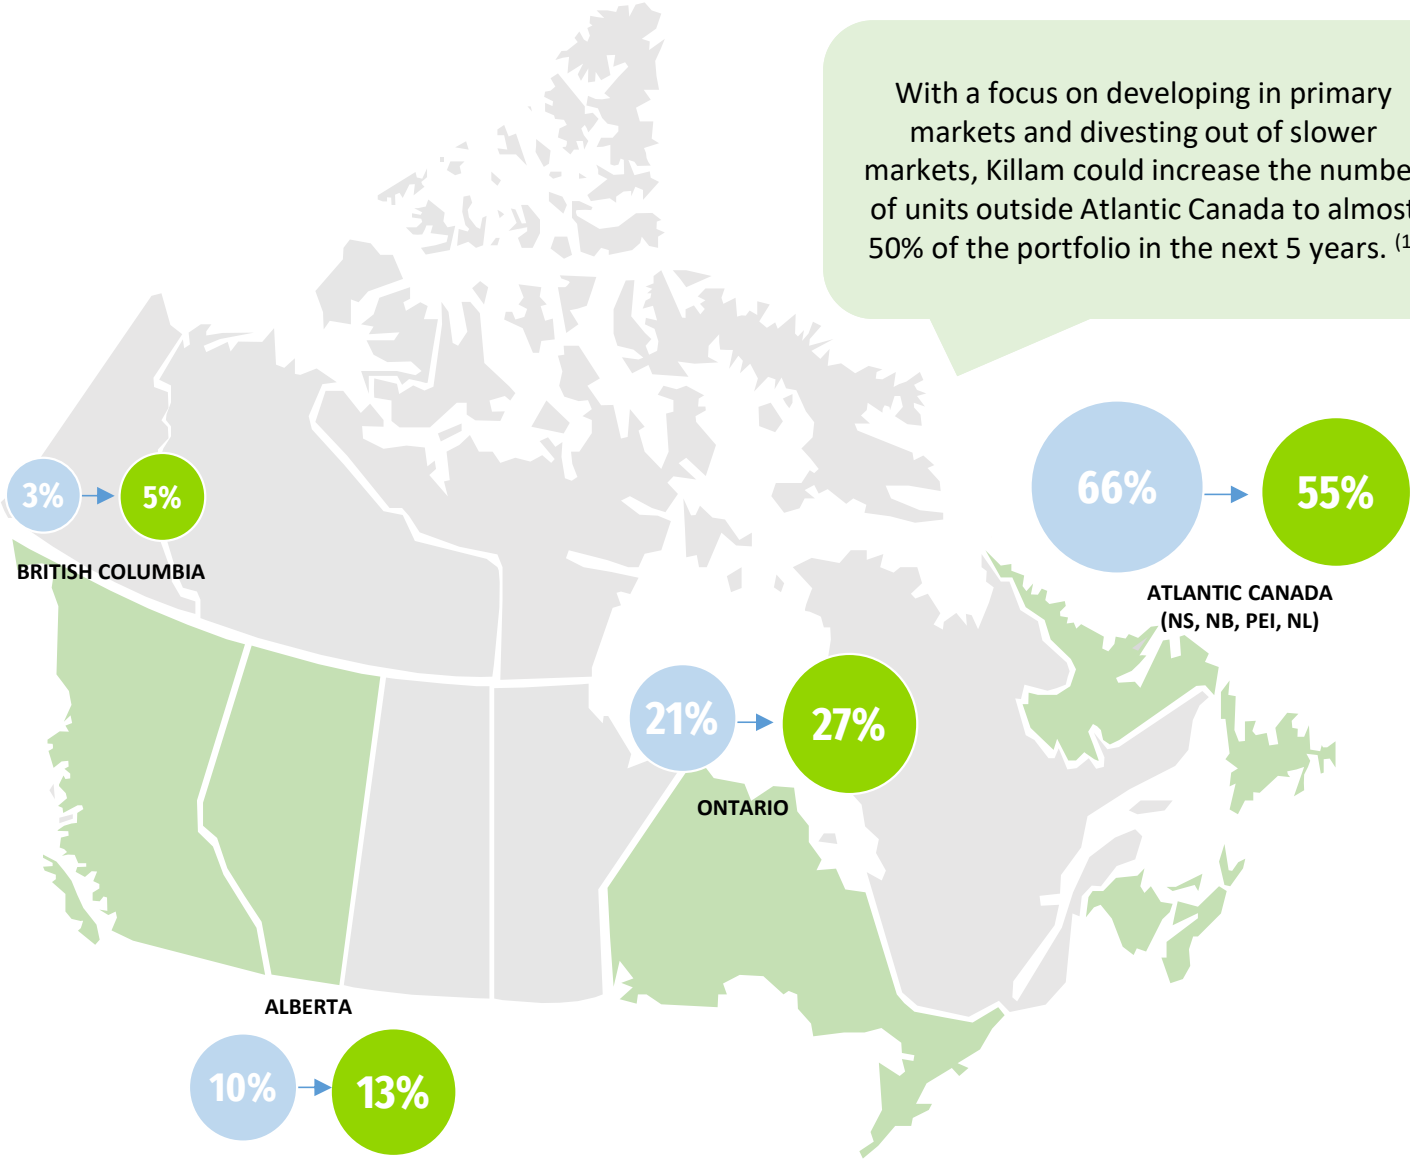 With a focus on developing in primary
markets and divesting out of slower
markets, Killam could increase the
of units outside Atlantic Canada to
50% of the portfolio in the next 5 years. (1
3%
5%
BRITISH COLUMBIA
66%
55%
ATLANTIC CANADA
(NS, NB, PEI, NL)
21%
27%
ONTARIO
ALBERTA
10%
13%